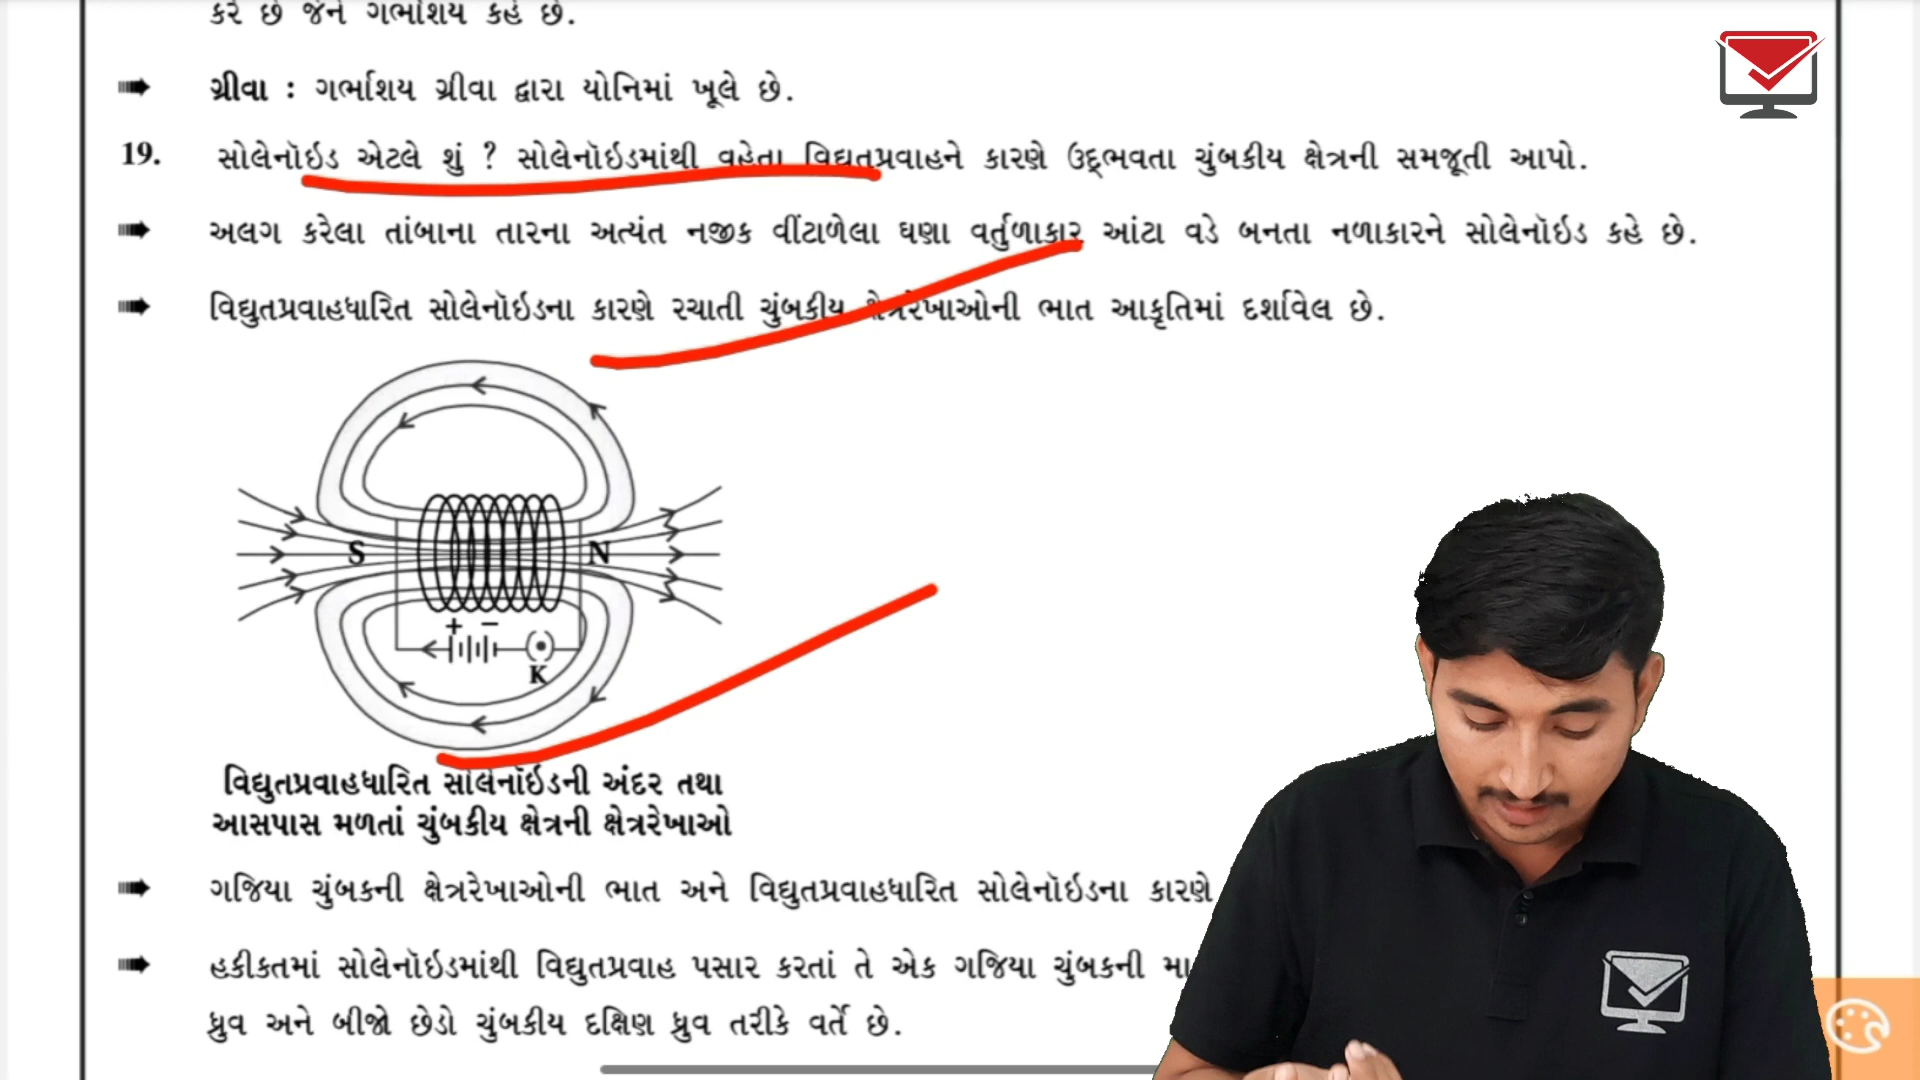 કરે છે જેને ગર્ભાશય કહે છે.
ગ્રીવા : ગર્ભાશય ગ્રીવા દ્વારા યોનિમાં ખૂલે છે.
19. સોલેનૉઇડ એટલે શું ? સોલેનૉઇડમાંથી વહેતા વિદ્યુતપ્રવાહને કારણે ઉદ્ભવતા ચુંબકીય ક્ષેત્રની સમજૂતી આપો.
અલગ કરેલા તાંબાના તારના અત્યંત નજીક વીંટાળેલા ઘણા વર્તુળાકાર આંટા વડે બનતા નળાકારને સોલેનૉઇડ કહે છે.
વિદ્યુતપ્રવાહધારિત સોલેનૉઇડના કારણે રચાતી ચુંબકીય ક્ષેત્રરેખાઓની ભાત આકૃતિમાં દર્શાવેલ છે.
S N
+ −
K
વિદ્યુતપ્રવાહધારિત સોલેનૉઇડની અંદર તથા
આસપાસ મળતાં ચુંબકીય ક્ષેત્રની ક્ષેત્રરેખાઓ
ગજિયા ચુંબકની ક્ષેત્રરેખાઓની ભાત અને વિદ્યુતપ્રવાહધારિત સોલેનૉઇડના કારણે
હકીકતમાં સોલેનૉઇડમાંથી વિદ્યુતપ્રવાહ પસાર કરતાં તે એક ગજિયા ચુંબકની મા
ધ્રુવ અને બીજો છેડો ચુંબકીય દક્ષિણ ધ્રુવ તરીકે વર્તે છે.